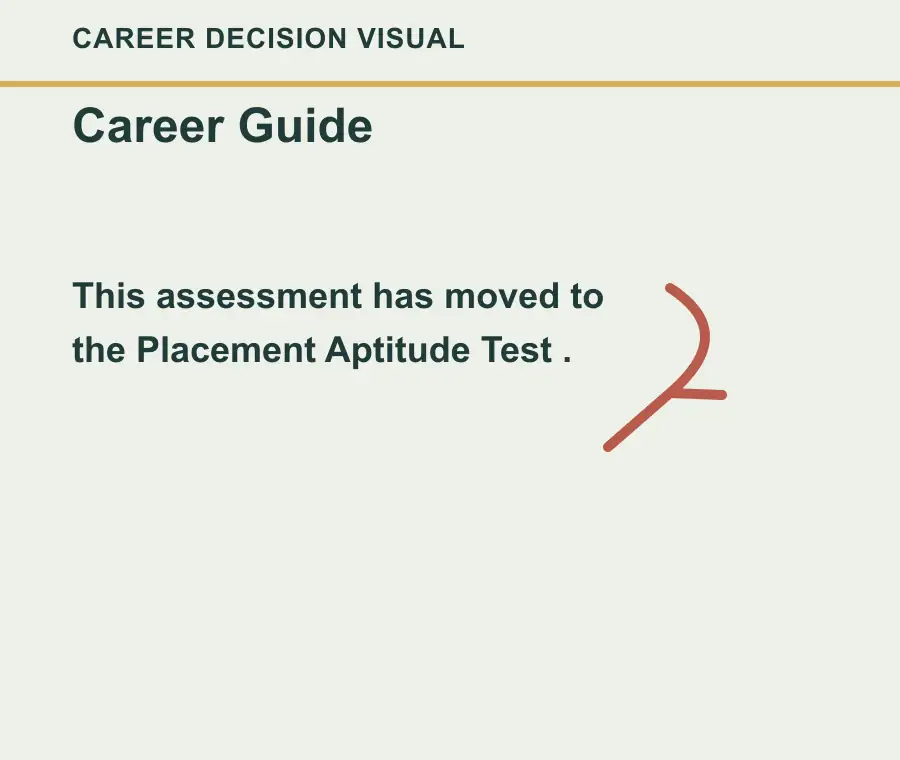 CAREER DECISION VISUAL
Career Guide
This assessment has moved to
the Placement Aptitude Test .